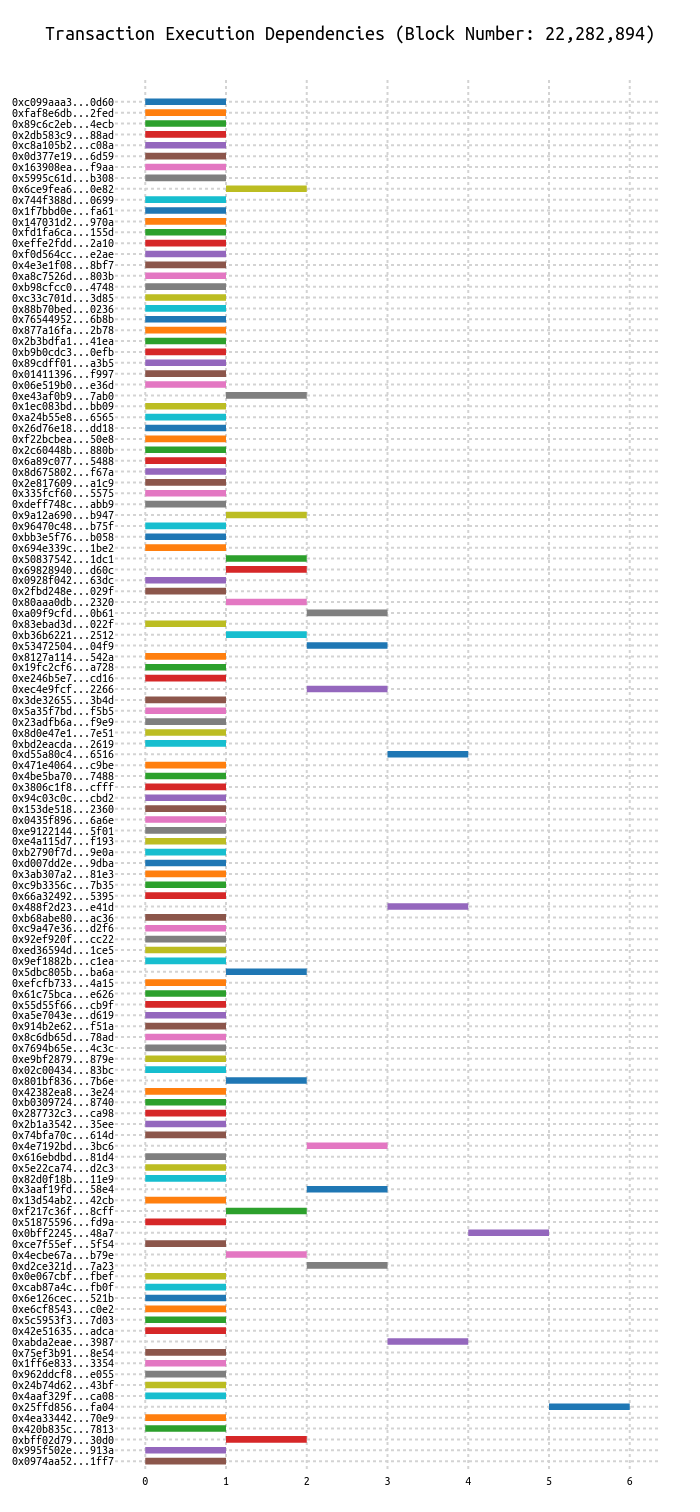 Transaction Execution Dependencies (Block Number: 22,282,894)
0xc099aaa3...0d60
0xfaf8e6db...2fed
0x89c6c2eb...4ecb
0x2db583c9...88ad
0xc8a105b2...c08a
0x0d377e19...6d59
0x163908ea...f9aa
0x5995c61d...b308
0x6ce9fea6...0e82
0x744f388d...0699
0x1f7bbd0e...fa61
0x147031d2...970a
0xfd1fa6ca...155d
0xeffe2fdd...2a10
0xf0d564cc...e2ae
0x4e3e1f08...8bf7
0xa8c7526d...803b
0xb98cfcc0...4748
0xc33c701d...3d85
0x88b70bed...0236
0x76544952...6b8b
0x877a16fa...2b78
0x2b3bdfa1...41ea
0xb9b0cdc3...0efb
0x89cdff01...a3b5
0x01411396...f997
0x06e519b0...e36d
0xe43af0b9...7ab0
0x1ec083bd...bb09
0xa24b55e8...6565
0x26d76e18...dd18
0xf22bcbea...50e8
0x2c60448b...880b
0x6a89c077...5488
0x8d675802...f67a
0x2e817609...a1c9
0x335fcf60...5575
0xdeff748c...abb9
0x9a12a690...b947
0x96470c48...b75f
0xbb3e5f76...b058
0x694e339c...1be2
0x50837542...1dc1
0x69828940...d60c
0x0928f042...63dc
0x2fbd248e...029f
0x80aaa0db...2320
0xa09f9cfd...0b61
0x83ebad3d...022f
0xb36b6221...2512
0x53472504...04f9
0x8127a114...542a
0x19fc2cf6...a728
0xe246b5e7...cd16
0xec4e9fcf...2266
0x3de32655...3b4d
0x5a35f7bd...f5b5
0x23adfb6a...f9e9
0x8d0e47e1...7e51
0xbd2eacda...2619
0xd55a80c4...6516
0x471e4064...c9be
0x4be5ba70...7488
0x3806c1f8...cfff
0x94c03c0c...cbd2
0x153de518...2360
0x0435f896...6a6e
0xe9122144...5f01
0xe4a115d7...f193
0xb2790f7d...9e0a
0xd007dd2e...9dba
0x3ab307a2...81e3
0xc9b3356c...7b35
0x66a32492...5395
0x488f2d23...e41d
0xb68abe80...ac36
0xc9a47e36...d2f6
0x92ef920f...cc22
0xed36594d...1ce5
0x9ef1882b...c1ea
0x5dbc805b...ba6a
0xefcfb733...4a15
0x61c75bca...e626
0x55d55f66...cb9f
0xa5e7043e...d619
0x914b2e62...f51a
0x8c6db65d...78ad
0x7694b65e...4c3c
0xe9bf2879...879e
0x02c00434...83bc
0x801bf836...7b6e
0x42382ea8...3e24
0xb0309724...8740
0x287732c3...ca98
0x2b1a3542...35ee
0x74bfa70c...614d
0x4e7192bd...3bc6
0x616ebdbd...81d4
0x5e22ca74...d2c3
0x82d0f18b...11e9
0x3aaf19fd...58e4
0x13d54ab2...42cb
0xf217c36f...8cff
0x51875596...fd9a
0x0bff2245...48a7
0xce7f55ef...5f54
0x4ecbe67a...b79e
0xd2ce321d...7a23
0x0e067cbf...fbef
0xcab87a4c...fb0f
0x6e126cec...521b
0xe6cf8543...c0e2
0x5c5953f3...7d03
0x42e51635...adca
0xabda2eae...3987
0x75ef3b91...8e54
0x1ff6e833...3354
0x962ddcf8...e055
0x24b74d62...43bf
0x4aaf329f...ca08
0x25ffd856...fa04
0x4ea33442...70e9
0x420b835c...7813
0xbff02d79...30d0
0x995f502e...913a
0x0974aa52...1ff7
0 1 2 3 4 5 6